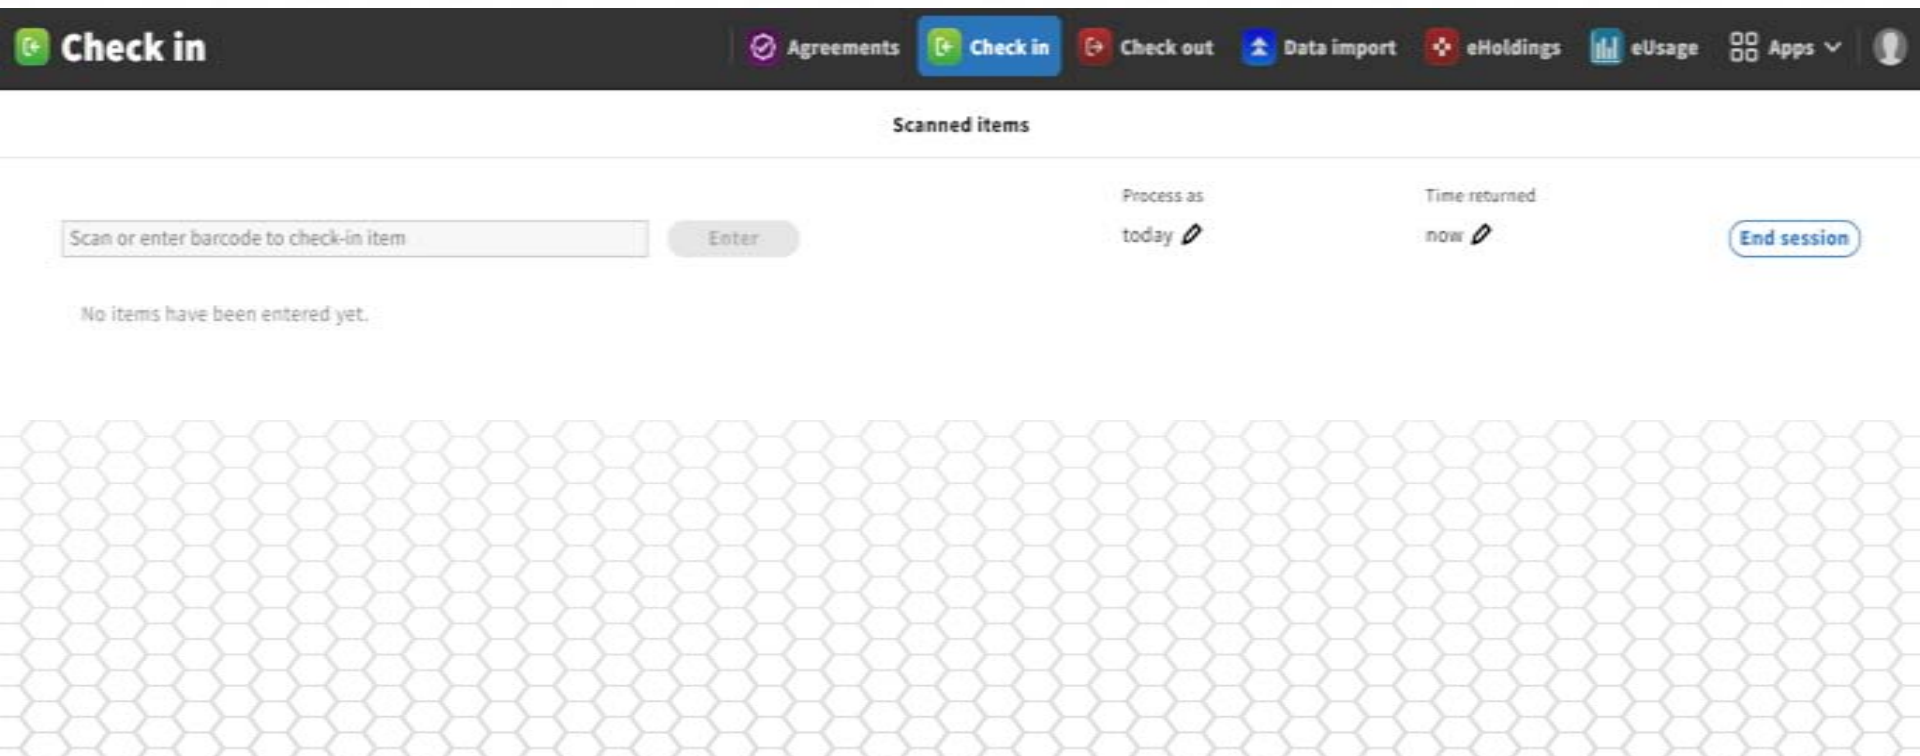 Check in
Agreements Check in Check out Data import eHoldings eUsage Apps
Scanned items
Process as Time returned
Scan or enter barcode to check-in item Enter today now End session
No items have been entered yet.